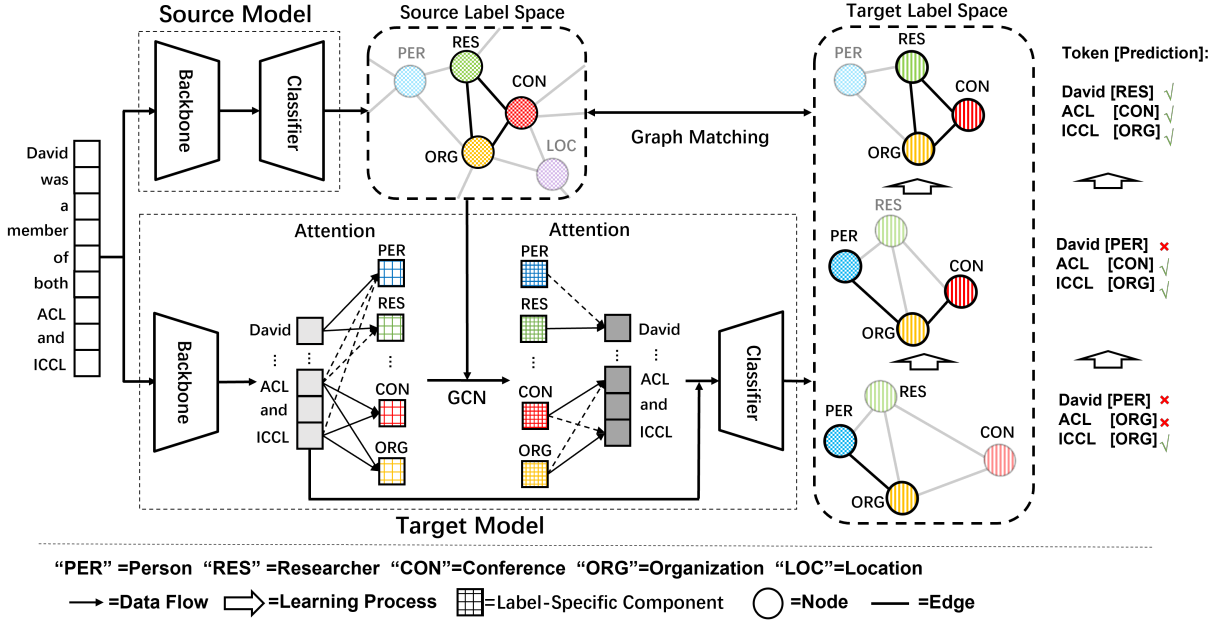 Source Model
Backbone
Classifier
Source Label Space
PER
RES
CON
ORG
LOC
Graph Matching
Target Label Space
PER
RES
CON
ORG
RES
PER
CON
ORG
RES
PER
CON
ORG
Token [Prediction]:
David [RES] √
ACL [CON] √
ICCL [ORG] √
David [PER] ×
ACL [CON] √
ICCL [ORG] √
David [PER] ×
ACL [ORG] ×
ICCL [ORG] √
David
was
a
member
of
both
ACL
and
ICCL
Backbone
Attention
David
...
ACL
and
ICCL
PER
RES
...
CON
ORG
GCN
Attention
PER
RES
...
CON
ORG
David
...
ACL
and
ICCL
Classifier
Target Model
“PER” =Person “RES” =Researcher “CON”=Conference “ORG”=Organization “LOC”=Location
=Data Flow =Learning Process =Label-Specific Component =Node =Edge